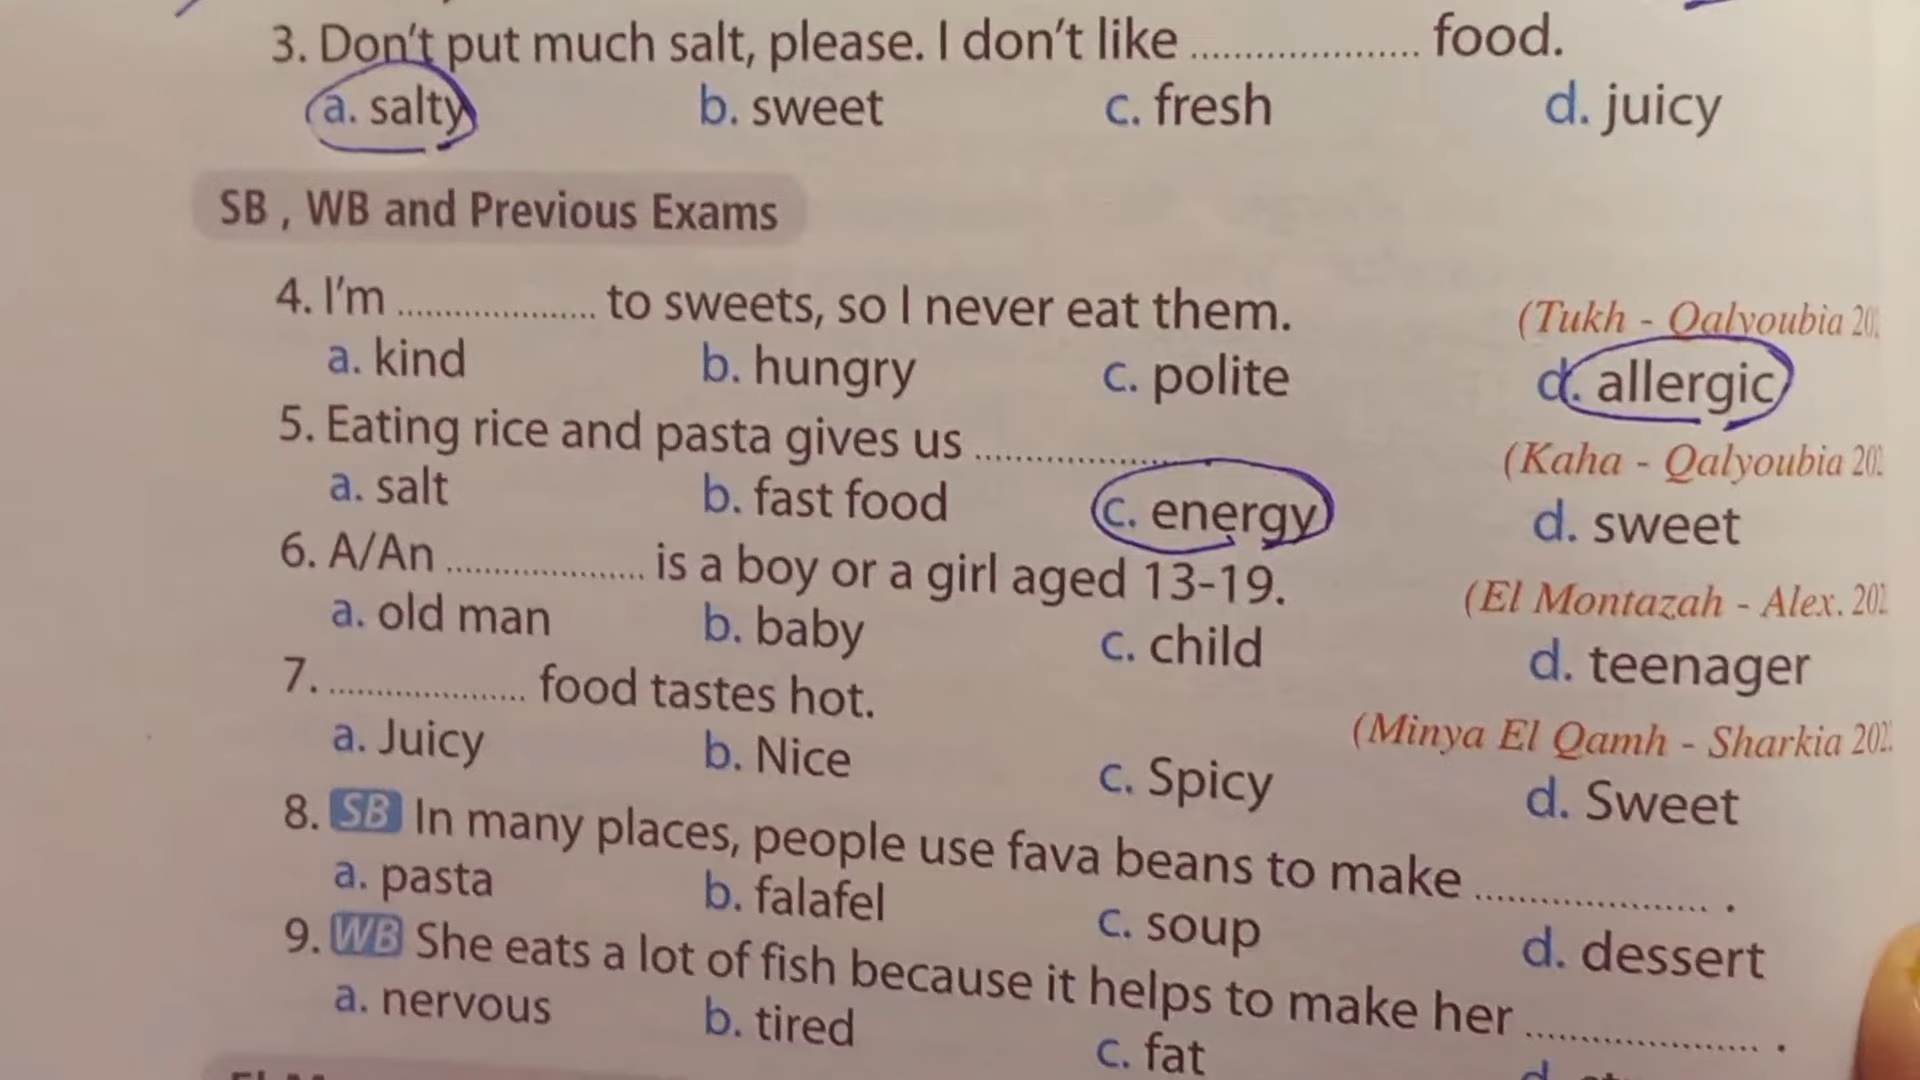 3. Don't put much salt, please. I don't like .................... food.
a. salty b. sweet c. fresh d. juicy
SB , WB and Previous Exams
4. I'm .................... to sweets, so I never eat them. (Tukh - Qalyoubia
a. kind b. hungry c. polite d. allergic
5. Eating rice and pasta gives us .................... (Kaha - Qalyoubia
a. salt b. fast food c. energy d. sweet
6. A/An .................... is a boy or a girl aged 13-19. (El Montazah - Alex.
a. old man b. baby c. child d. teenager
7. .................... food tastes hot. (Minya El Qamh - Sharkia
a. Juicy b. Nice c. Spicy d. Sweet
8. SB In many places, people use fava beans to make .................... .
a. pasta b. falafel c. soup d. dessert
9. WB She eats a lot of fish because it helps to make her .................... .
a. nervous b. tired c. fat